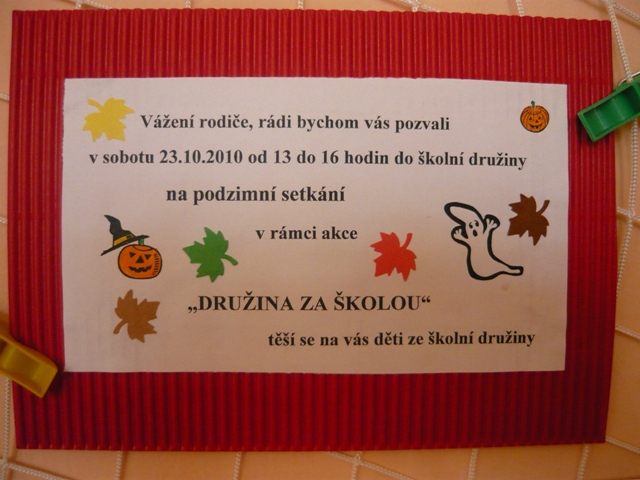 Vážení rodiče, rádi bychom vás pozvali
v sobotu 23.10.2010 od 13 do 16 hodin do školní družiny
na podzimní setkání
v rámci akce
„DRUŽINA ZA ŠKOLOU“
těší se na vás děti ze školní družiny